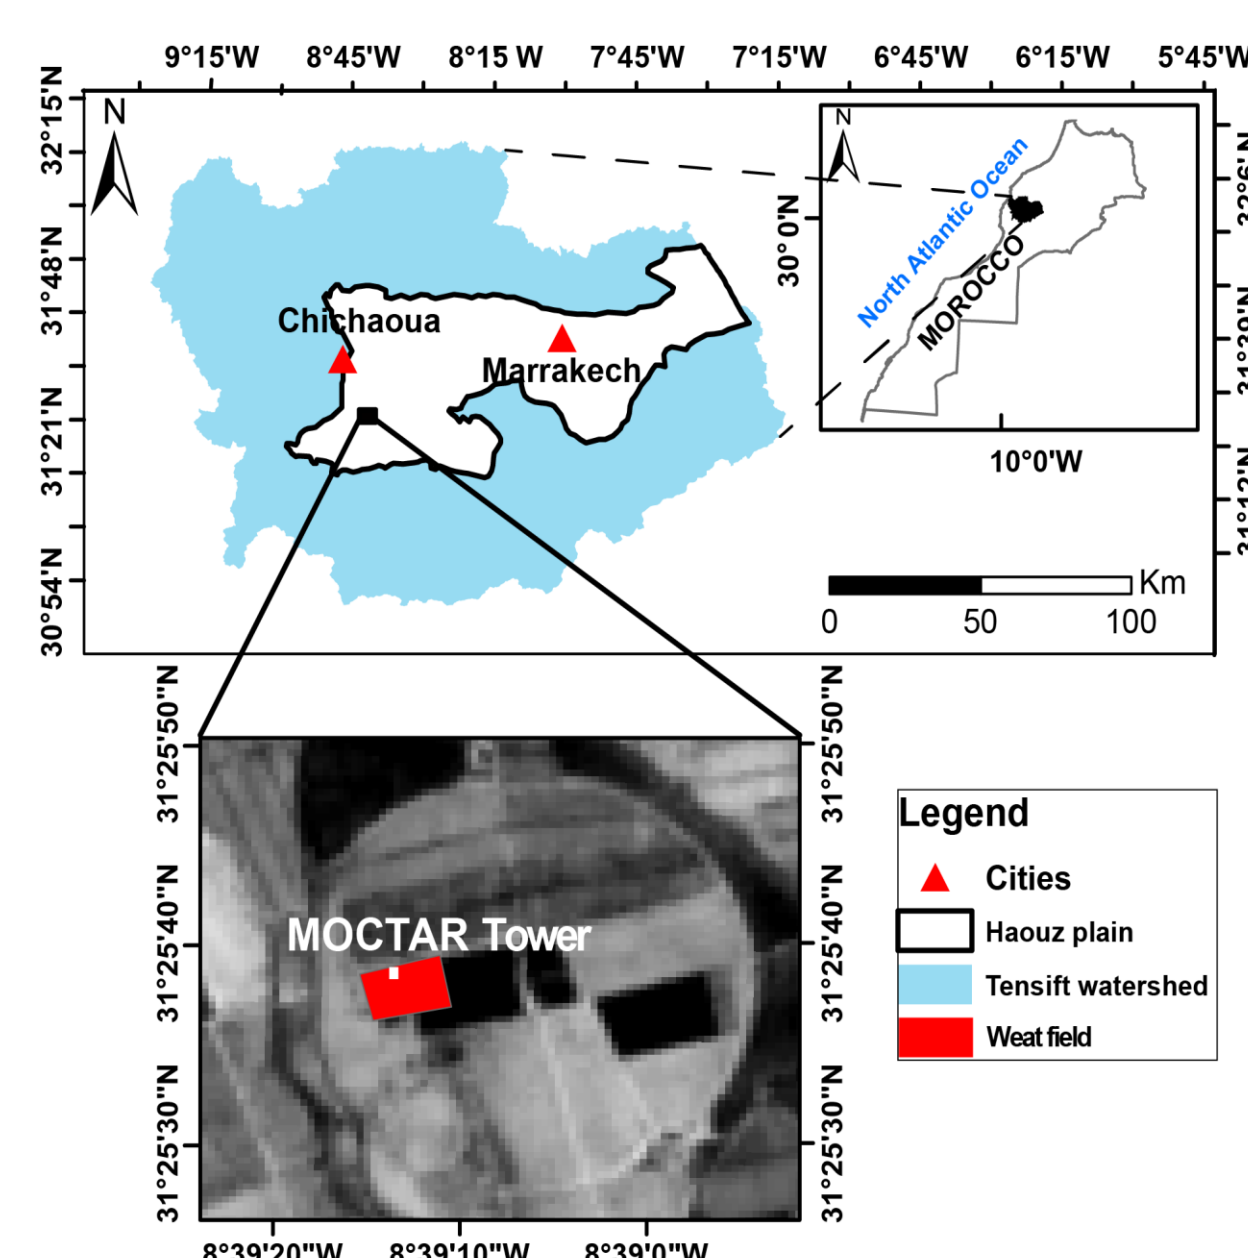 9°15'W 8°45'W 8°15'W 7°45'W 7°15'W 6°45'W 6°15'W 5°45'W
32°15'N
31°48'N
31°21'N
30°54'N
N
Chichaoua
Marrakech
N
North Atlantic Ocean
MOROCCO
30° 0'N
10°0'W
31°39'N
31°12'N
Km
0 50 100
31°25'50"N
31°25'40"N
31°25'30"N
MOCTAR Tower
31°25'50"N
31°25'40"N
31°25'30"N
8°39'20"W 8°39'10"W 8°39'0"W
Legend
Cities
Haouz plain
Tensift watershed
Weat field